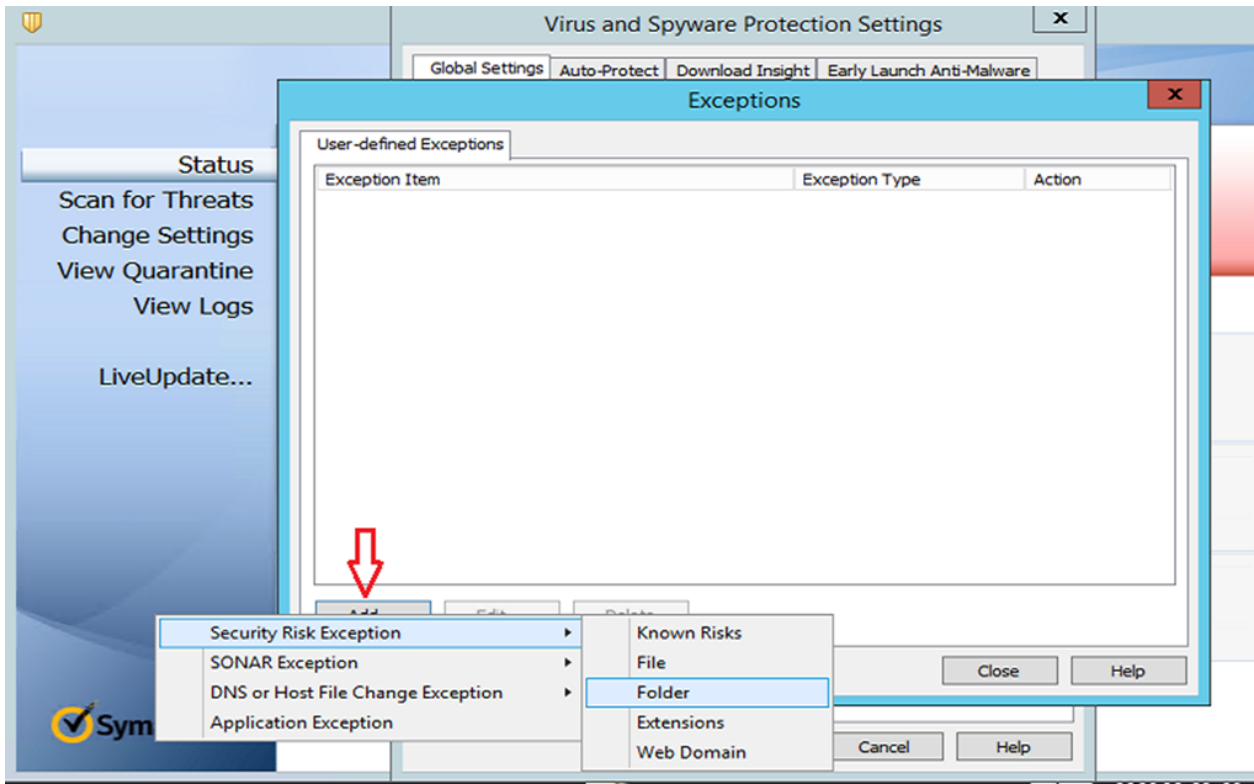 Virus and Spyware Protection Settings
x
Global Settings Auto-Protect Download Insight Early Launch Anti-Malware
Exceptions
x
User-defined Exceptions
Exception Item Exception Type Action
Status
Scan for Threats
Change Settings
View Quarantine
View Logs
LiveUpdate...
Security Risk Exception
SONAR Exception
DNS or Host File Change Exception
Application Exception
Known Risks
File
Folder
Extensions
Web Domain
Close Help
Sym
Cancel Help